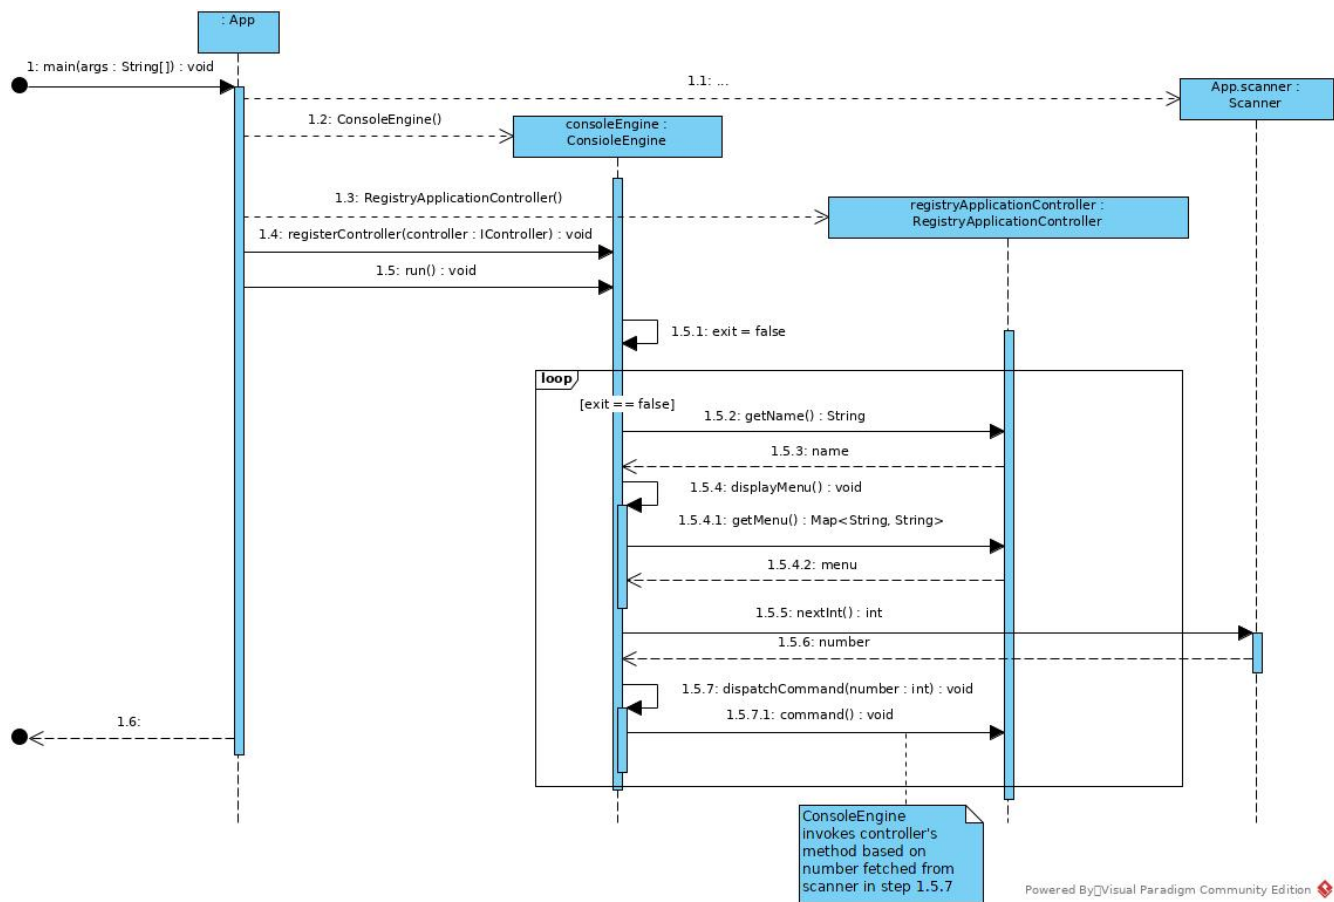 : App
1: main(args : String[]) : void
1.1: ...
App.scanner :
Scanner
1.2: ConsoleEngine()
consoleEngine :
ConsioleEngine
1.3: RegistryApplicationController()
registryApplicationController :
RegistryApplicationController
1.4: registerController(controller : IController) : void
1.5: run() : void
1.5.1: exit = false
loop
[exit == false]
1.5.2: getName() : String
1.5.3: name
1.5.4: displayMenu() : void
1.5.4.1: getMenu() : Map<String, String>
1.5.4.2: menu
1.5.5: nextInt() : int
1.5.6: number
1.5.7: dispatchCommand(number : int) : void
1.5.7.1: command() : void
1.6:
ConsoleEngine
invokes controller's
method based on
number fetched from
scanner in step 1.5.7
Powered By Visual Paradigm Community Edition